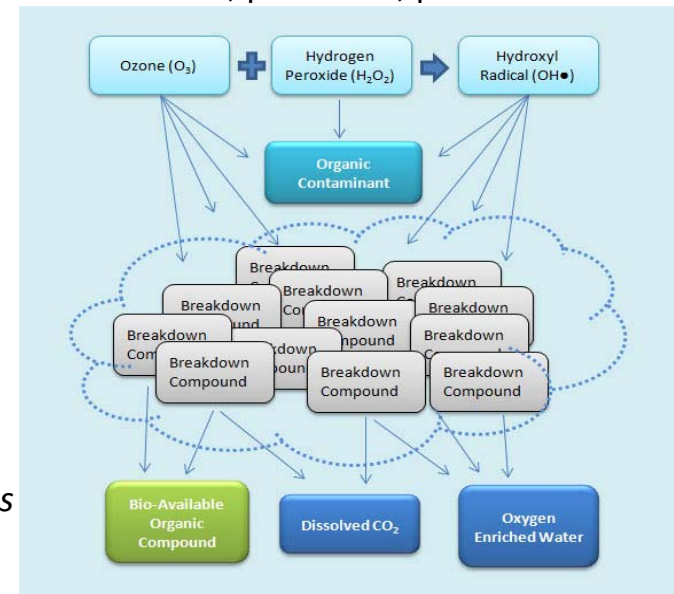 Ozone (O₃)
Hydrogen
Peroxide (H₂O₂)
Hydroxyl
Radical (OH●)
Organic
Contaminant
Breakdown
Breakdown
Breakdown
Breakdown
Breakdown
Breakdown
Breakdown
Breakdown
Breakdown
Compound
Breakdown
Compound
Breakdown
Compound
s
Bio-Available
Organic
Compound
Dissolved CO₂
Oxygen
Enriched Water